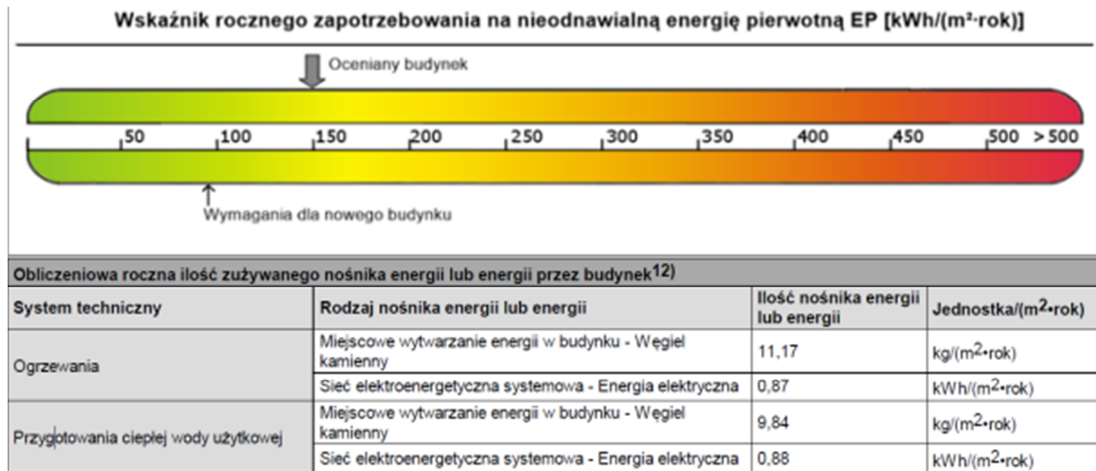 Wskaźnik rocznego zapotrzebowania na nieodnawialną energię pierwotną EP [kWh/(m²·rok)]
Oceniany budynek
50 100 150 200 250 300 350 400 450 500 > 500
Wymagania dla nowego budynku
Obliczeniowa roczna ilość zużywanego nośnika energii lub energii przez budynek12)
System techniczny
Rodzaj nośnika energii lub energii
Ilość nośnika energii
lub energii
Jednostka/(m2•rok)
Ogrzewania
Miejscowe wytwarzanie energii w budynku - Węgiel
kamienny
11,17
kg/(m2•rok)
Sieć elektroenergetyczna systemowa - Energia elektryczna
0,87
kWh/(m2•rok)
Przygotowania ciepłej wody użytkowej
Miejscowe wytwarzanie energii w budynku - Węgiel
kamienny
9,84
kg/(m2•rok)
Sieć elektroenergetyczna systemowa - Energia elektryczna
0,88
kWh/(m2•rok)